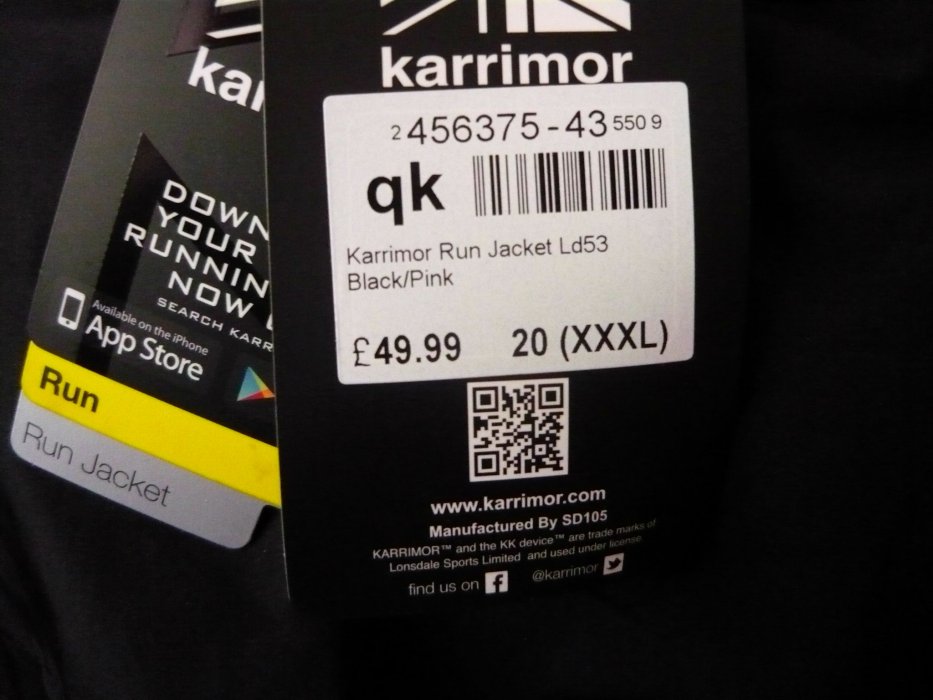 karrimor
2 456375-43 550 9
qk
Karrimor Run Jacket Ld53
Black/Pink
£49.99 20 (XXXL)
www.karrimor.com
Manufactured By SD105
KARRIMOR™ and the KK device™ are trade marks of
Lonsdale Sports Limited and used under license.
find us on f @karrimor
kar
DOWN
YOUR
RUNNIN
NOW
SEARCH KARR
Available on the iPhone
App Store
Run
Run Jacket